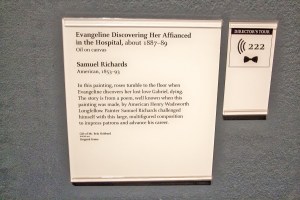 Evangeline Discovering Her Affianced
in the Hospital, about 1887–89
Oil on canvas
Samuel Richards
American, 1853–93
In this painting, roses tumble to the floor when
Evangeline discovers her lost love Gabriel, dying.
The story is from a poem, well known when this
painting was made, by American Henry Wadsworth
Longfellow. Painter Samuel Richards challenged
himself with this large, multifigured composition
to impress patrons and advance his career.
DIRECTOR'S TOUR
222